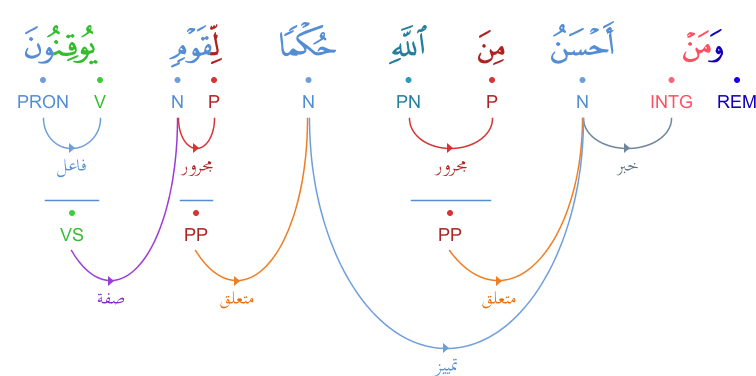 وَمَنۡ أَحۡسَنُ مِنَ ٱللَّهِ حُكۡمٗا لِّقَوۡمٖ يُوقِنُونَ
REM INTG N P PN N P N V PRON
خبر مجرور مجرور فاعل
PP PP VS
متعلق متعلق صفة
تمييز